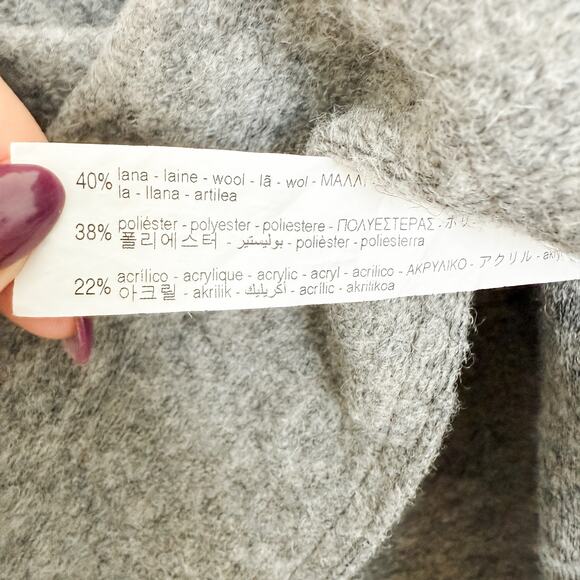 40% lana - laine - wool - lã - wol -
la - llana - artilea
38% poliéster - polyester - poliestere - ΠΟΛΥΕΣΤΕΡΑΣ -
폴리에스터 - بوليستير - polièster - poliesterra
22% acrílico - acrylique - acrylic - acryl - acrilico - ΑΚΡΥΛΙΚΟ - アクリル -
아크릴 - akrilik - أكريليك - acrílic - akrilikoa